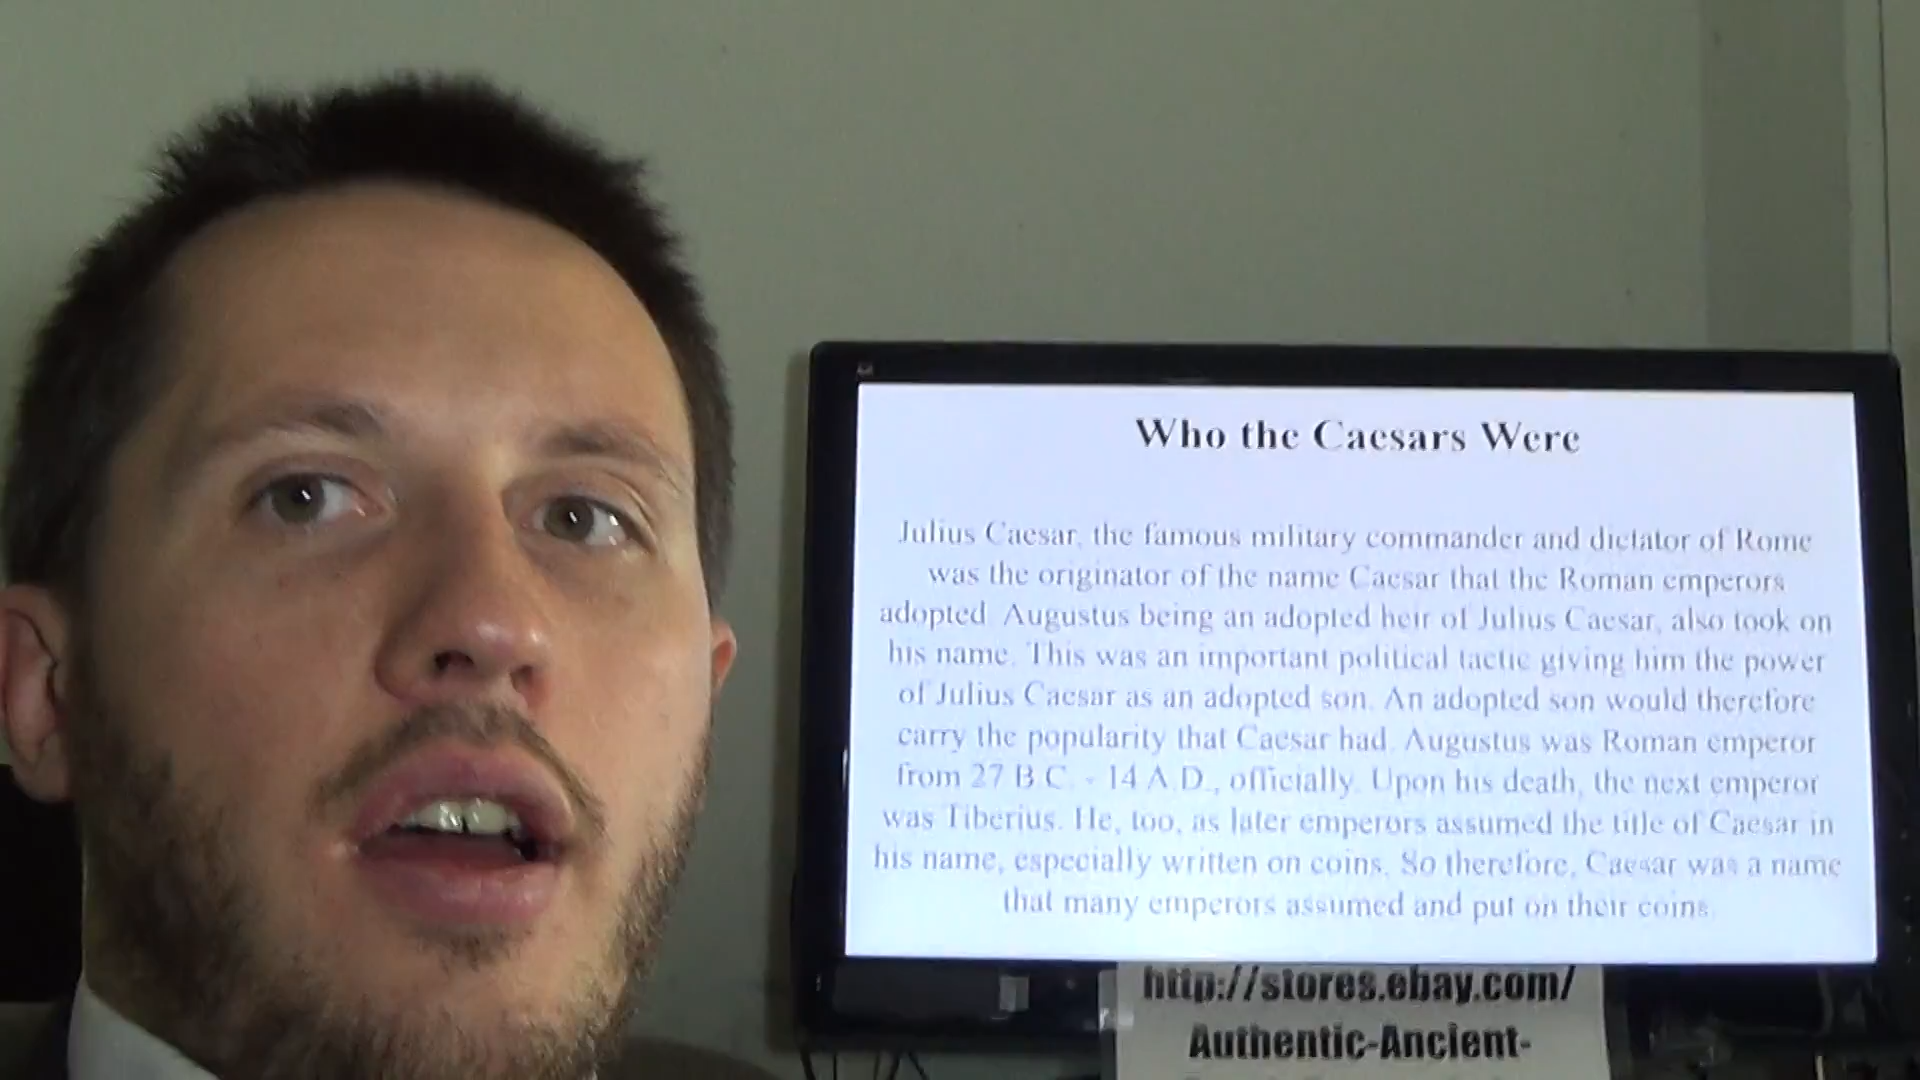 Who the Caesars Were
Julius Caesar, the famous military commander and dictator of Rome
was the originator of the name Caesar that the Roman emperors
adopted. Augustus being an adopted heir of Julius Caesar, also took on
his name. This was an important political tactic giving him the power
of Julius Caesar as an adopted son. An adopted son would therefore
carry the popularity that Caesar had. Augustus was Roman emperor
from 27 B.C. - 14 A.D., officially. Upon his death, the next emperor
was Tiberius. He, too, as later emperors assumed the title of Caesar in
his name, especially written on coins. So therefore, Caesar was a name
that many emperors assumed and put on their coins.
http://stores.ebay.com/
Authentic-Ancient-